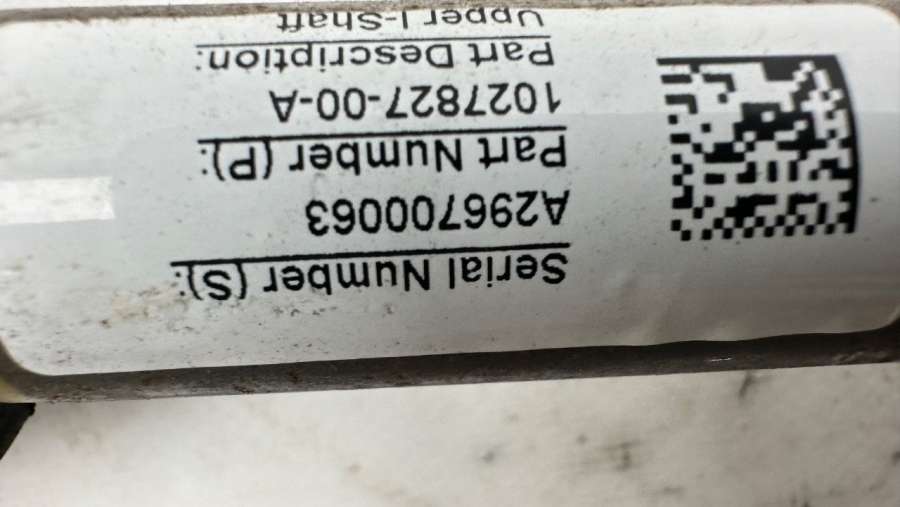 Serial Number (S):
A296700063
Part Number (P):
1027827-00-A
Part Description:
Upper I-Shaft